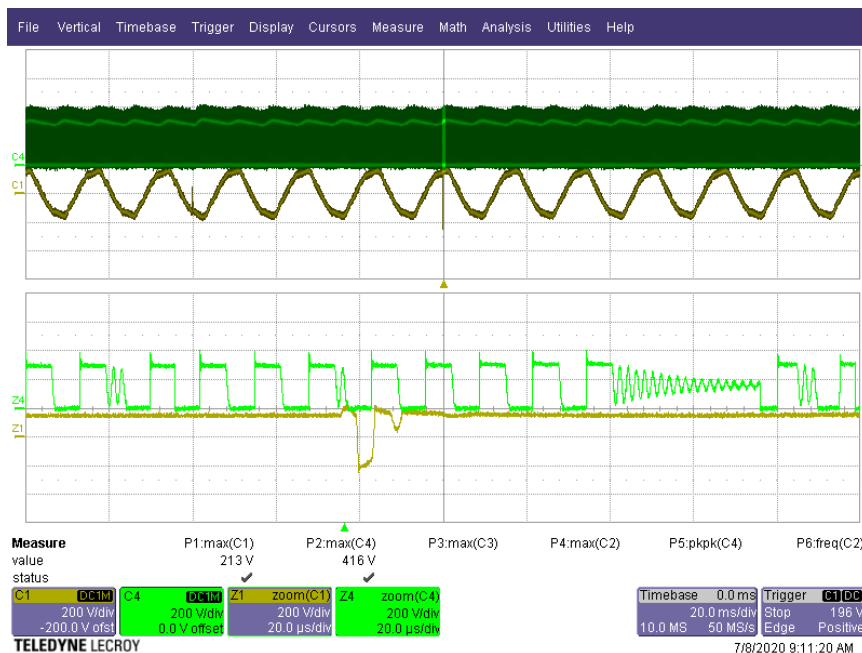 File Vertical Timebase Trigger Display Cursors Measure Math Analysis Utilities Help
C4
C1
Z4
Z1
Measure P1:max(C1) P2:max(C4) P3:max(C3) P4:max(C2) P5:pkpk(C4) P6:freq(C2)
value 213 V 416 V
status
C1 DC1M C4 DC1M Z1 zoom(C1) Z4 zoom(C4) Timebase 0.0 ms Trigger C1 DC
200 V/div 200 V/div 200 V/div 200 V/div 20.0 ms/div Stop 196 V
-200.0 V ofst 0.0 V offset 20.0 µs/div 20.0 µs/div 10.0 MS 50 MS/s Edge Positive
TELEDYNE LECROY 7/8/2020 9:11:20 AM